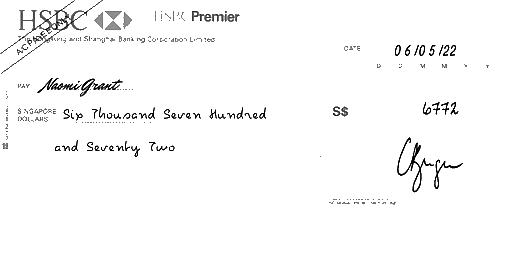 HSBC HSBC Premier
The Hongkong and Shanghai Banking Corporation Limited
A/C PAYEE ONLY
DATE 06/05/22
D D M M Y Y
PAY Naomi Grant
SINGAPORE DOLLARS Six Thousand Seven Hundred
S$ 6772
and Seventy Two